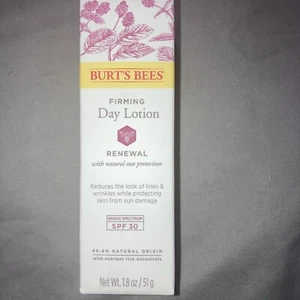 BURT'S BEES
FIRMING
Day Lotion
RENEWAL
with natural sun protection
Reduces the look of lines &
wrinkles while protecting
skin from sun damage
BROAD SPECTRUM
SPF 30
98.9% NATURAL ORIGIN
with nutrient rich botanicals
Net Wt. 1.8 oz / 51 g